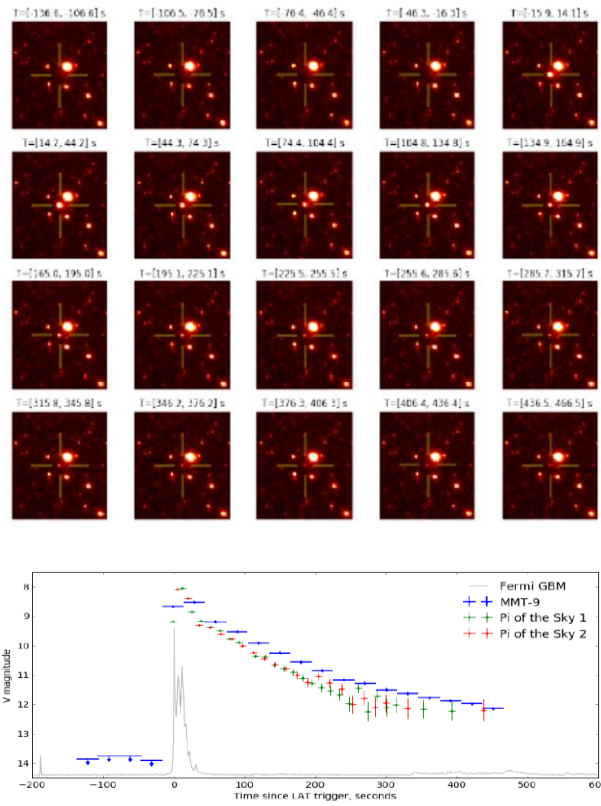 T=[-136.6, -106.6] s T=[-106.5, -76.5] s T=[-76.4, -46.4] s T=[-46.3, -16.3] s T=[-15.9, 14.1] s
T=[14.2, 44.2] s T=[44.3, 74.3] s T=[74.4, 104.4] s T=[104.8, 134.8] s T=[134.9, 164.9] s
T=[165.0, 195.0] s T=[195.1, 225.1] s T=[225.5, 255.5] s T=[255.6, 285.6] s T=[285.7, 315.7] s
T=[315.8, 345.8] s T=[346.2, 376.2] s T=[376.3, 406.3] s T=[406.4, 436.4] s T=[436.5, 466.5] s
Fermi GBM
MMT-9
Pi of the Sky 1
Pi of the Sky 2
V magnitude
8
9
10
11
12
13
14
−200 −100 0 100 200 300 400 500 600
Time since LAT trigger, seconds